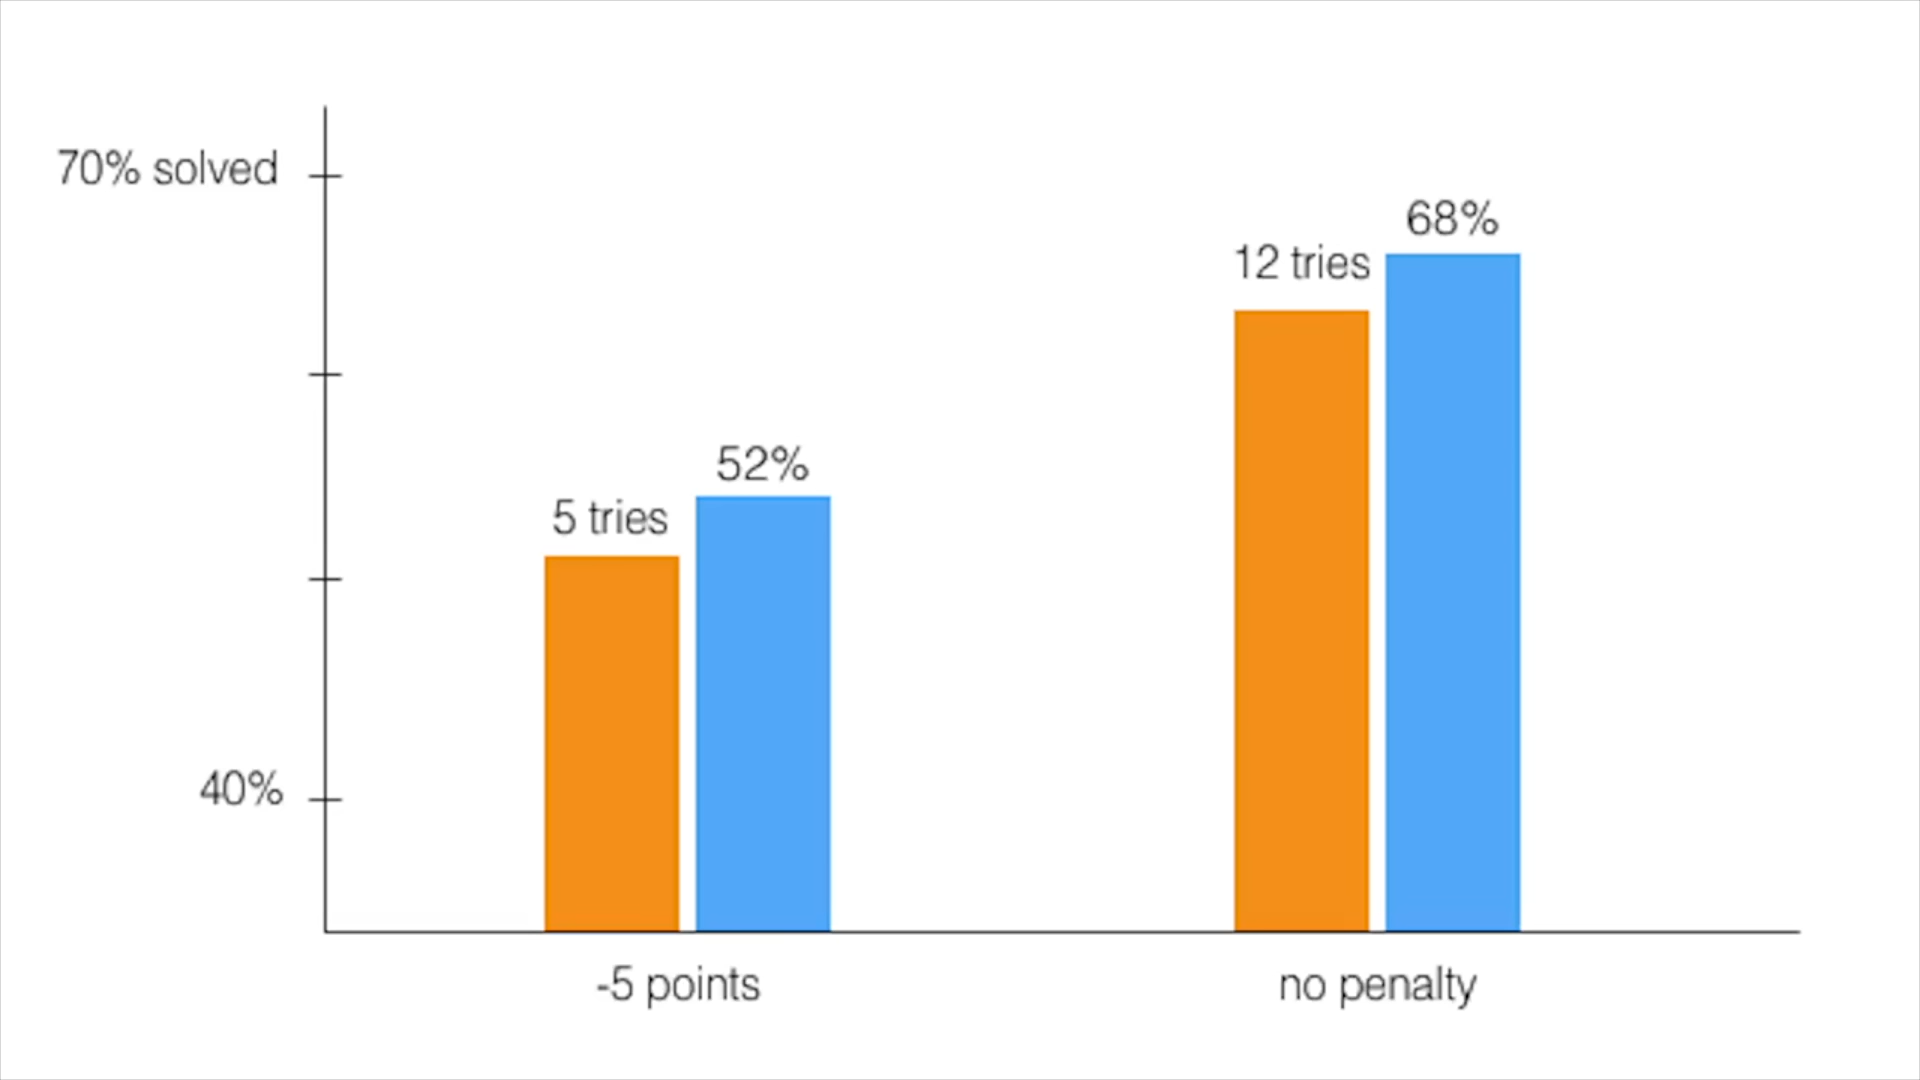 70% solved
40%
5 tries
52%
12 tries
68%
-5 points
no penalty